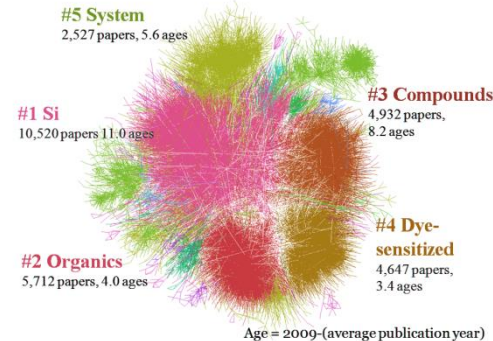 #5 System
2,527 papers, 5.6 ages
#1 Si
10,520 papers 11.0 ages
#3 Compounds
4,932 papers,
8.2 ages
#4 Dye-
sensitized
4,647 papers,
3.4 ages
#2 Organics
5,712 papers, 4.0 ages
Age = 2009-(average publication year)